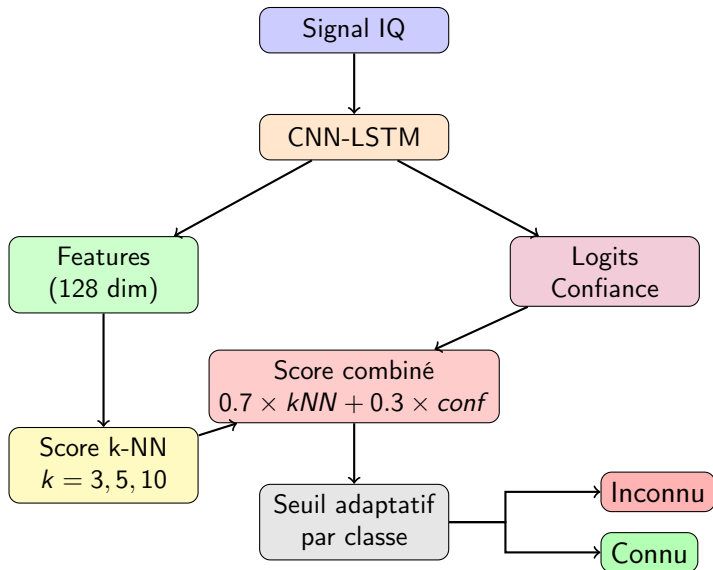 Signal IQ
CNN-LSTM
Features
(128 dim)
Logits
Confiance
Score combiné
0.7 × kNN + 0.3 × conf
Score k-NN
k = 3, 5, 10
Seuil adaptatif
par classe
Inconnu
Connu